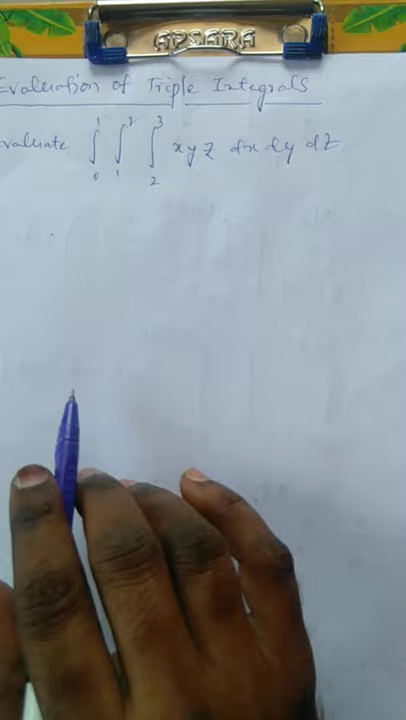 APSARA
Evaluation of Triple Integrals
Evaluate ∫₀¹ ∫₁² ∫₂³ xyz dx dy dz